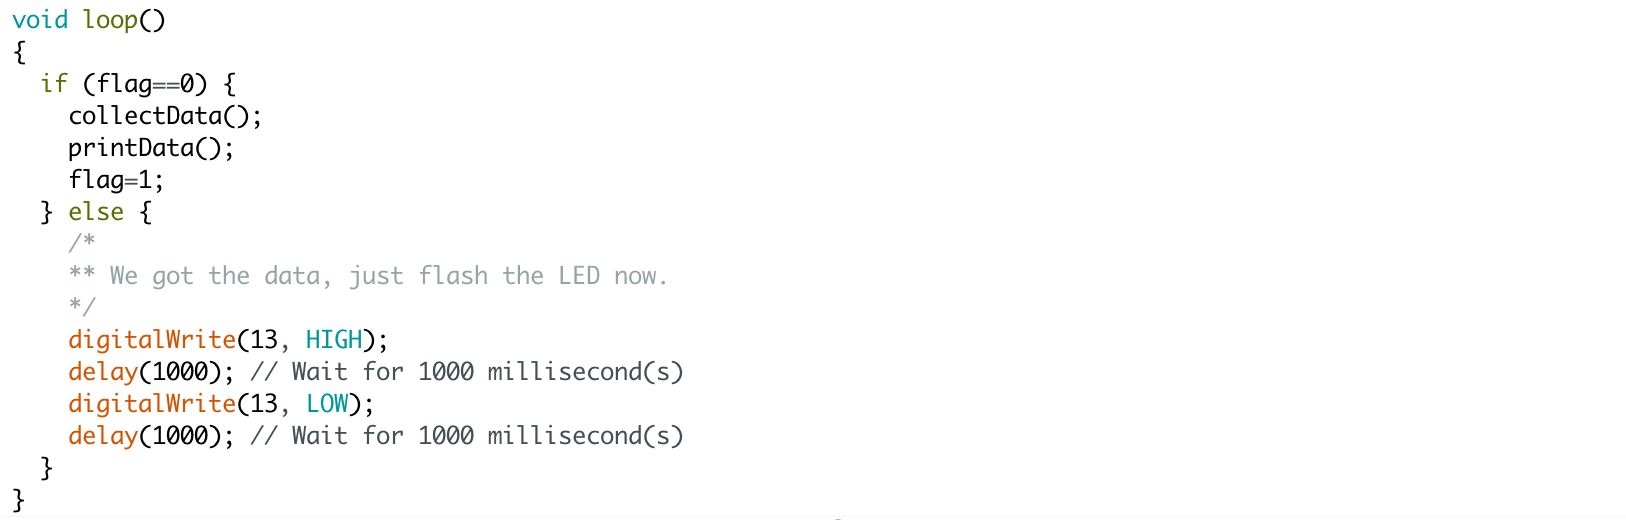 void loop()
{
  if (flag==0) {
    collectData();
    printData();
    flag=1;
  } else {
    /*
    ** We got the data, just flash the LED now.
    */
    digitalWrite(13, HIGH);
    delay(1000); // Wait for 1000 millisecond(s)
    digitalWrite(13, LOW);
    delay(1000); // Wait for 1000 millisecond(s)
  }
}